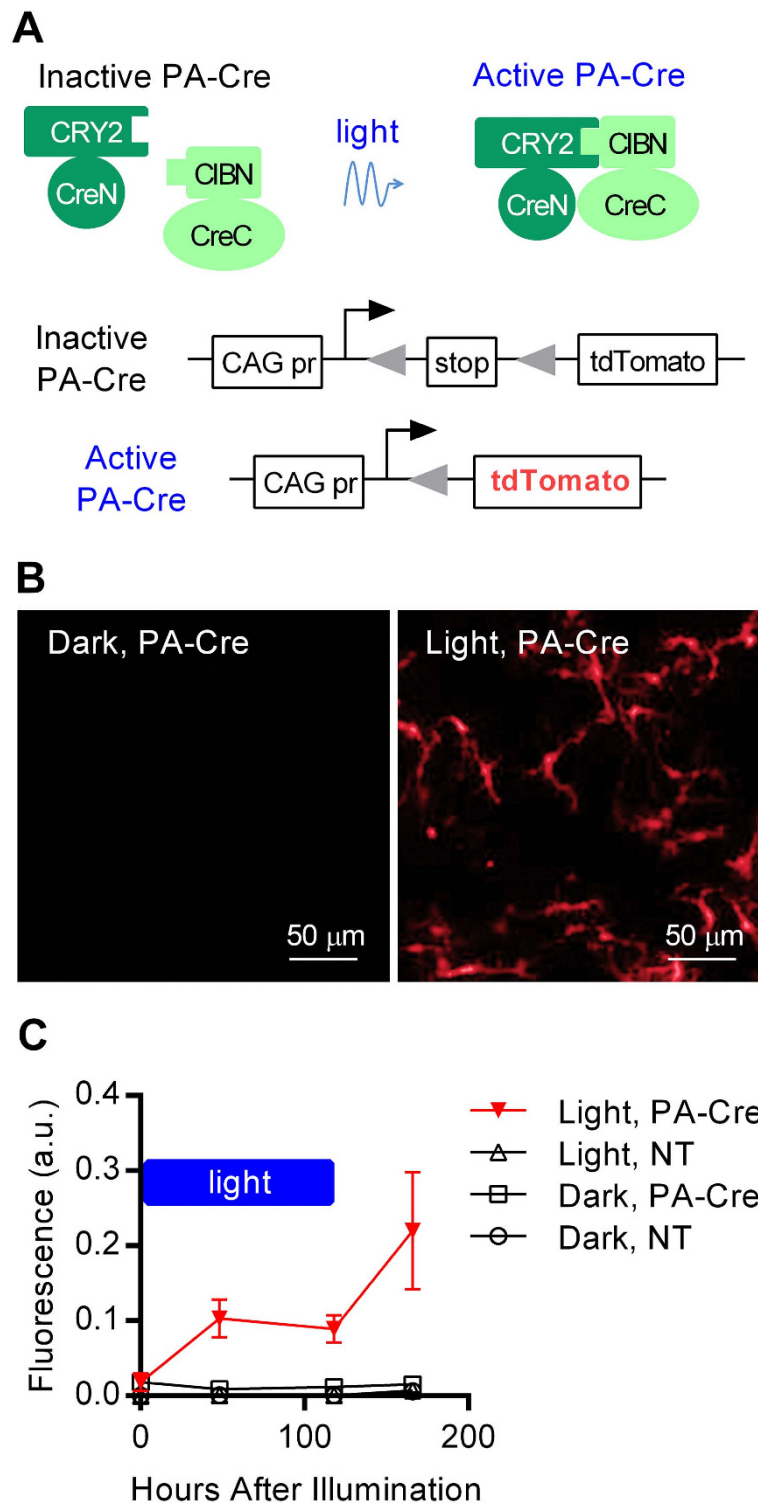 A
Inactive PA-Cre
Active PA-Cre
light
CRY2
CIBN
CreN
CreC
CRY2
CIBN
CreN
CreC
Inactive
PA-Cre
CAG pr
stop
tdTomato
Active
PA-Cre
CAG pr
tdTomato
B
Dark, PA-Cre
50 μm
Light, PA-Cre
50 μm
C
Fluorescence (a.u.)
0.4
0.3
0.2
0.1
0.0
light
0
100
200
Hours After Illumination
Light, PA-Cre
Light, NT
Dark, PA-Cre
Dark, NT